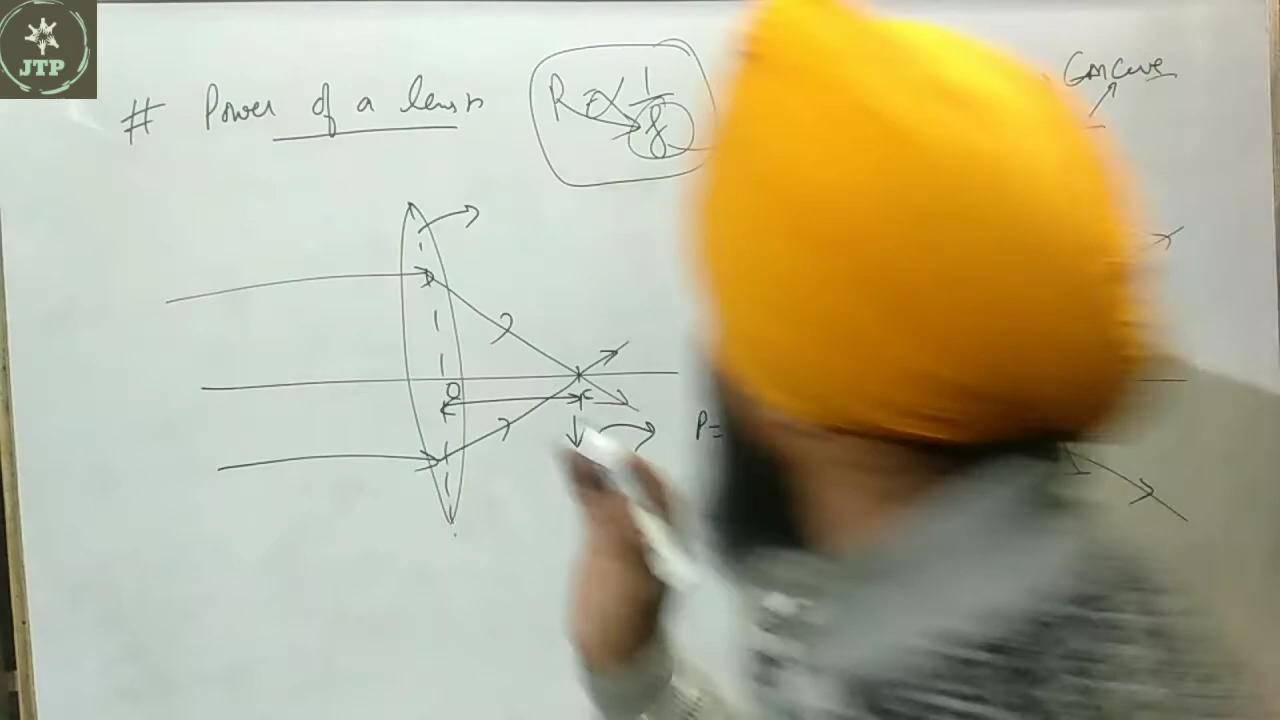 JTP
# Power of a lens
P ∝ 1/f
Concave
O
F
P=